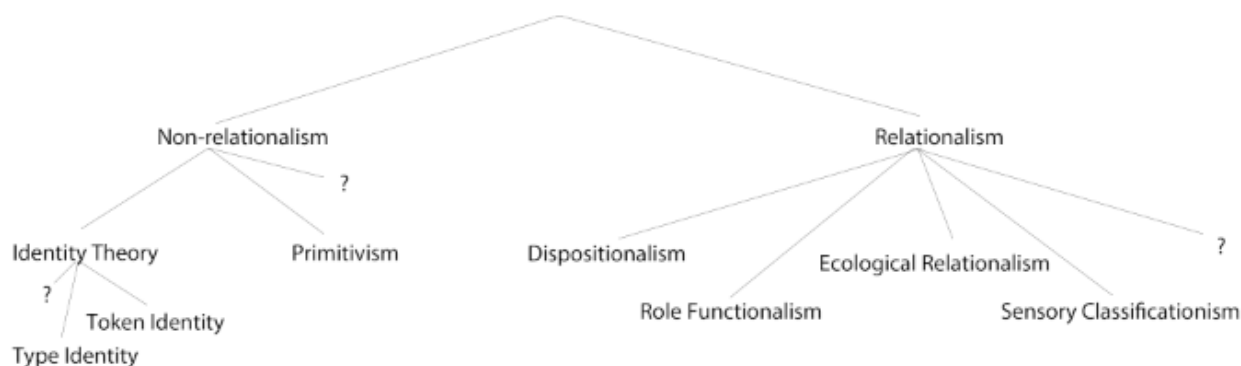 Non-relationalism
Relationalism
?
Identity Theory
Primitivism
Dispositionalism
Ecological Relationalism
?
?
Token Identity
Role Functionalism
Sensory Classificationism
Type Identity